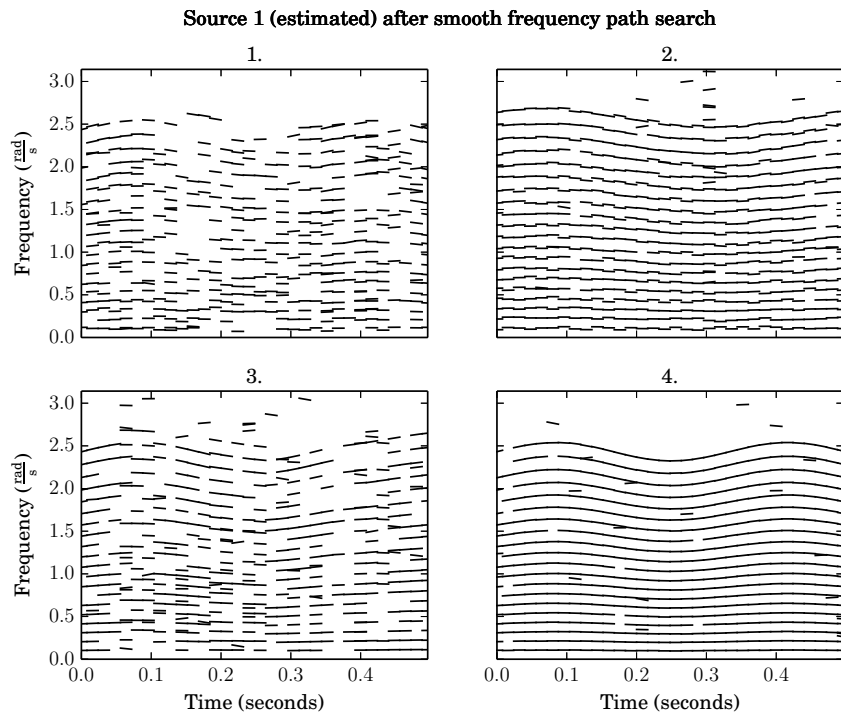 Source 1 (estimated) after smooth frequency path search
1.
2.
3.0
2.5
2.0
1.5
1.0
0.5
0.0
Frequency (rad/s)
3.
4.
3.0
2.5
2.0
1.5
1.0
0.5
0.0
Frequency (rad/s)
0.0 0.1 0.2 0.3 0.4
0.0 0.1 0.2 0.3 0.4
Time (seconds)
Time (seconds)